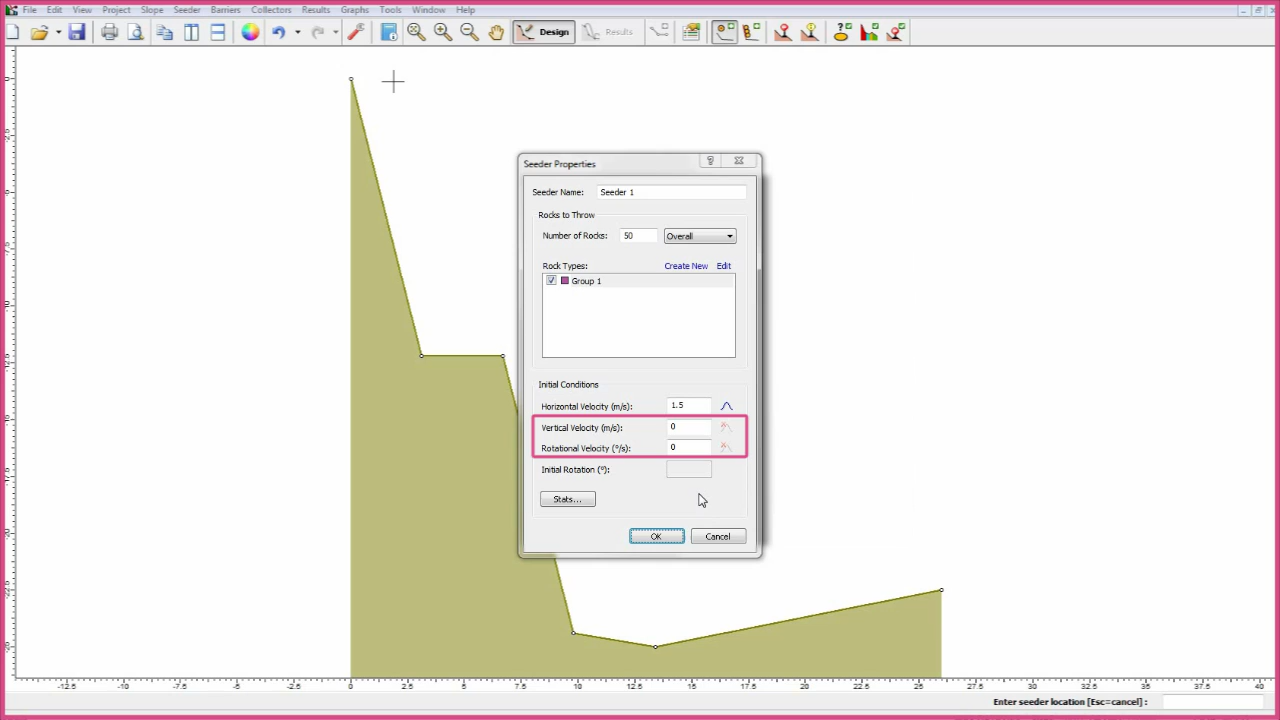 File Edit View Project Slope Seeder Barriers Collectors Results Graphs Tools Window Help
Design Results
Seeder Properties
Seeder Name: Seeder 1
Rocks to Throw
Number of Rocks: 50 Overall
Rock Types: Create New Edit
Group 1
Initial Conditions
Horizontal Velocity (m/s): 1.5
Vertical Velocity (m/s): 0
Rotational Velocity (°/s): 0
Initial Rotation (°):
Stats...
OK Cancel
-12.5 -10 -7.5 -5 -2.5 0 2.5 5 7.5 10 12.5 15 17.5 20 22.5 25 27.5 30 32.5 35 37.5 40
Enter seeder location [Esc=cancel] :